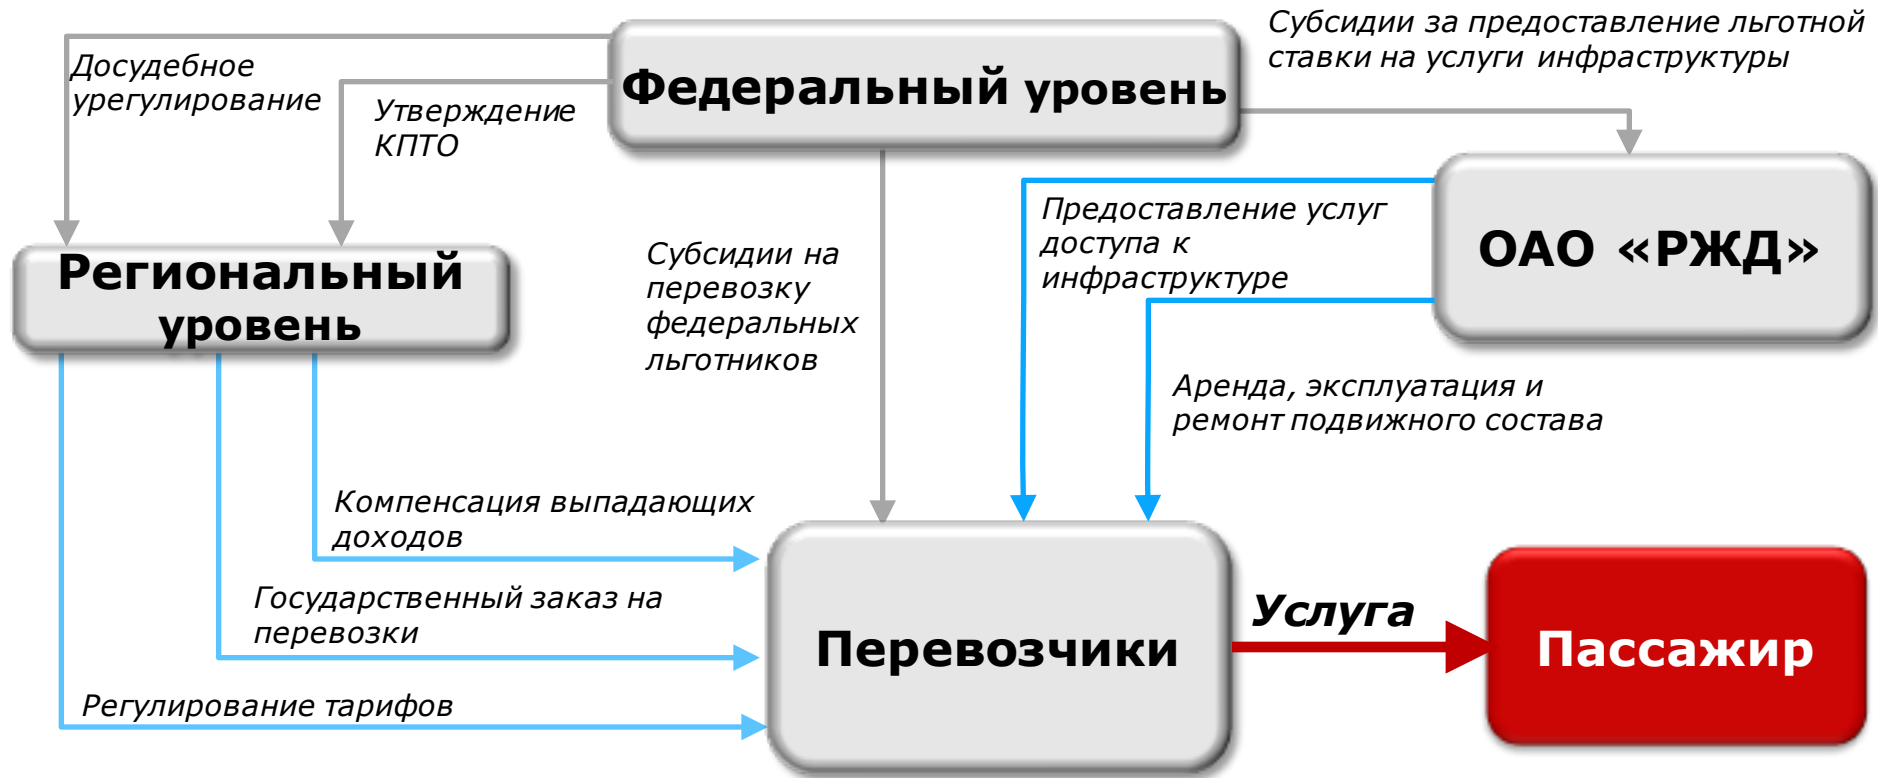 Субсидии за предоставление льготной
ставки на услуги инфраструктуры
Досудебное
урегулирование
Утверждение
КПТО
Федеральный уровень
Региональный
уровень
Субсидии на
перевозку
федеральных
льготников
Предоставление услуг
доступа к
инфраструктуре
ОАО «РЖД»
Аренда, эксплуатация и
ремонт подвижного состава
Компенсация выпадающих
доходов
Государственный заказ на
перевозки
Регулирование тарифов
Перевозчики
Услуга
Пассажир